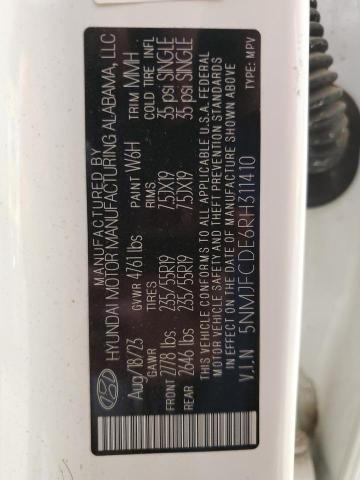 MANUFACTURED BY
HYUNDAI MOTOR MANUFACTURING ALABAMA, LLC
Aug/18/23 GVWR 4761lbs PAINT W6H TRIM MMH
GAWR TIRES RIMS COLD TIRE INFL
FRONT 2778 lbs 235/55R19 7.5JX19 35 psi SINGLE
REAR 2646 lbs 235/55R19 7.5JX19 35 psi SINGLE
THIS VEHICLE CONFORMS TO ALL APPLICABLE U.S.A. FEDERAL
MOTOR VEHICLE SAFETY AND THEFT PREVENTION STANDARDS
IN EFFECT ON THE DATE OF MANUFACTURE SHOWN ABOVE
V.I.N 5NMJFCDE6RH311410 TYPE: MPV